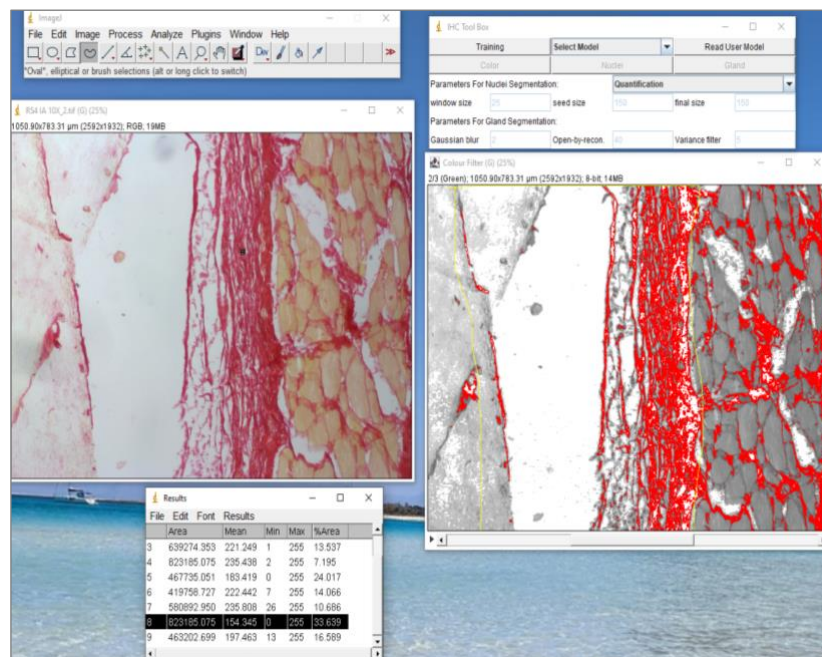 ImageJ
File Edit Image Process Analyze Plugins Window Help
A Dev
*Oval*, elliptical or brush selections (alt or long click to switch)
IHC Tool Box
Training Select Model Read User Model
Color Nuclei Gland
Parameters For Nuclei Segmentation: Quantification
window size 25 seed size 150 final size 150
Parameters For Gland Segmentation:
Gaussian blur 2 Open-by-recon. 40 Variance filter 5
RS4 IA 10X_2.tif (G) (25%)
1050.90x783.31 µm (2592x1932); RGB; 19MB
Colour Filter (G) (25%)
2/3 (Green); 1050.90x783.31 µm (2592x1932); 8-bit; 14MB
Results
File Edit Font Results
Area Mean Min Max %Area
3 639274.353 221.249 1 255 13.537
4 823185.075 235.438 2 255 7.195
5 467735.051 183.419 0 255 24.017
6 419758.727 222.442 7 255 14.066
7 580892.950 235.808 26 255 10.686
8 823185.075 154.345 0 255 33.639
9 463202.699 197.463 13 255 16.589